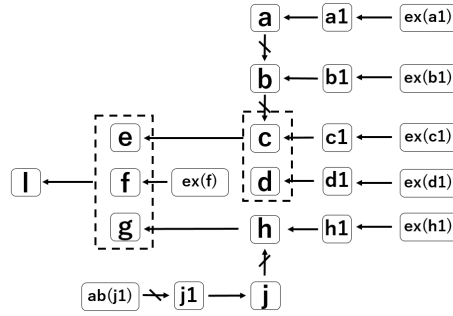 a a1 ex(a1)
b b1 ex(b1)
e c c1 ex(c1)
l f ex(f) d d1 ex(d1)
g h h1 ex(h1)
ab(j1) j1 j